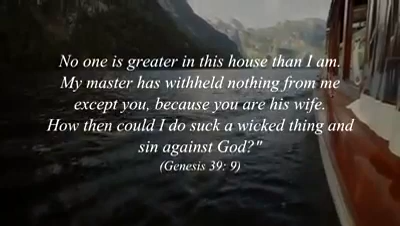 No one is greater in this house than I am.
My master has withheld nothing from me
except you, because you are his wife.
How then could I do suck a wicked thing and
sin against God?"
(Genesis 39: 9)